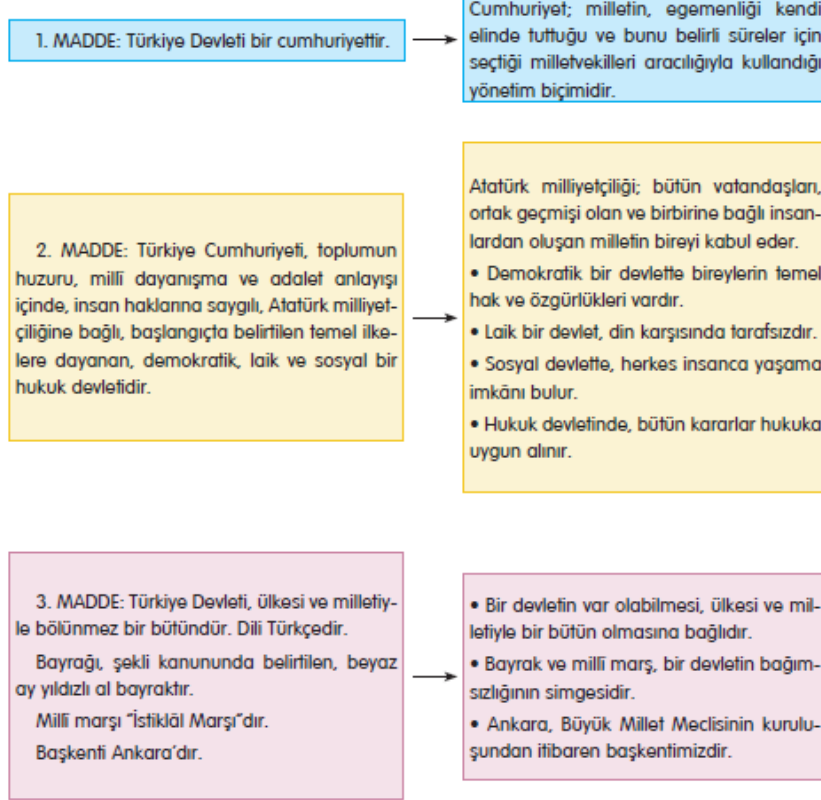 1. MADDE: Türkiye Devleti bir cumhuriyettir.
Cumhuriyet; milletin, egemenliği kendi
elinde tuttuğu ve bunu belirli süreler için
seçtiği milletvekilleri aracılığıyla kullandığı
yönetim biçimidir.
2. MADDE: Türkiye Cumhuriyeti, toplumun
huzuru, millî dayanışma ve adalet anlayışı
içinde, insan haklarına saygılı, Atatürk milliyet-
çiliğine bağlı, başlangıçta belirtilen temel ilke-
lere dayanan, demokratik, laik ve sosyal bir
hukuk devletidir.
Atatürk milliyetçiliği; bütün vatandaşları,
ortak geçmişi olan ve birbirine bağlı insan-
lardan oluşan milletin bireyi kabul eder.
• Demokratik bir devlette bireylerin temel
hak ve özgürlükleri vardır.
• Laik bir devlet, din karşısında tarafsızdır.
• Sosyal devlette, herkes insanca yaşama
imkânı bulur.
• Hukuk devletinde, bütün kararlar hukuka
uygun alınır.
3. MADDE: Türkiye Devleti, ülkesi ve milletiy-
le bölünmez bir bütündür. Dili Türkçedir.
Bayrağı, şekli kanununda belirtilen, beyaz
ay yıldızlı al bayraktır.
Millî marşı "İstiklâl Marşı"dır.
Başkenti Ankara'dır.
• Bir devletin var olabilmesi, ülkesi ve mil-
letiyle bir bütün olmasına bağlıdır.
• Bayrak ve millî marş, bir devletin bağım-
sızlığının simgesidir.
• Ankara, Büyük Millet Meclisinin kurulu-
şundan itibaren başkentimizdir.